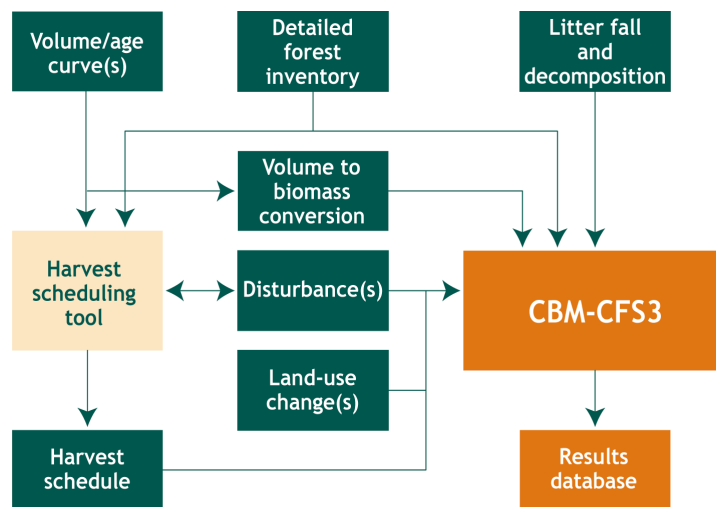 Volume/age
curve(s)
Detailed
forest
inventory
Litter fall
and
decomposition
Volume to
biomass
conversion
Harvest
scheduling
tool
Disturbance(s)
CBM-CFS3
Land-use
change(s)
Harvest
schedule
Results
database